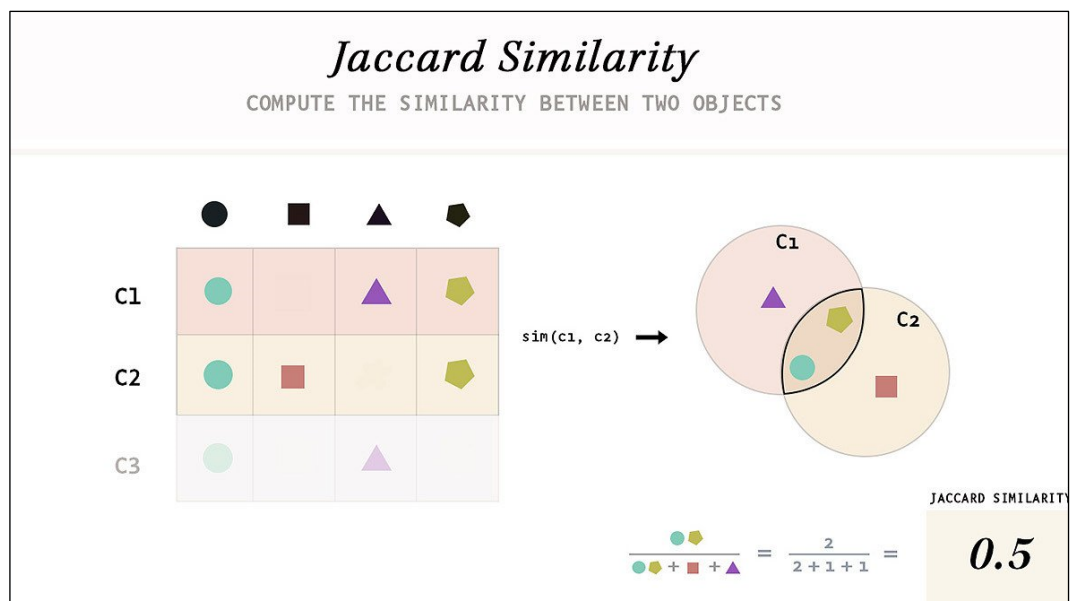 Jaccard Similarity
COMPUTE THE SIMILARITY BETWEEN TWO OBJECTS
C1
C2
C3
sim(c1, c2)
C1
C2
JACCARD SIMILARITY
+ +
=
2
2+1+1
=
0.5